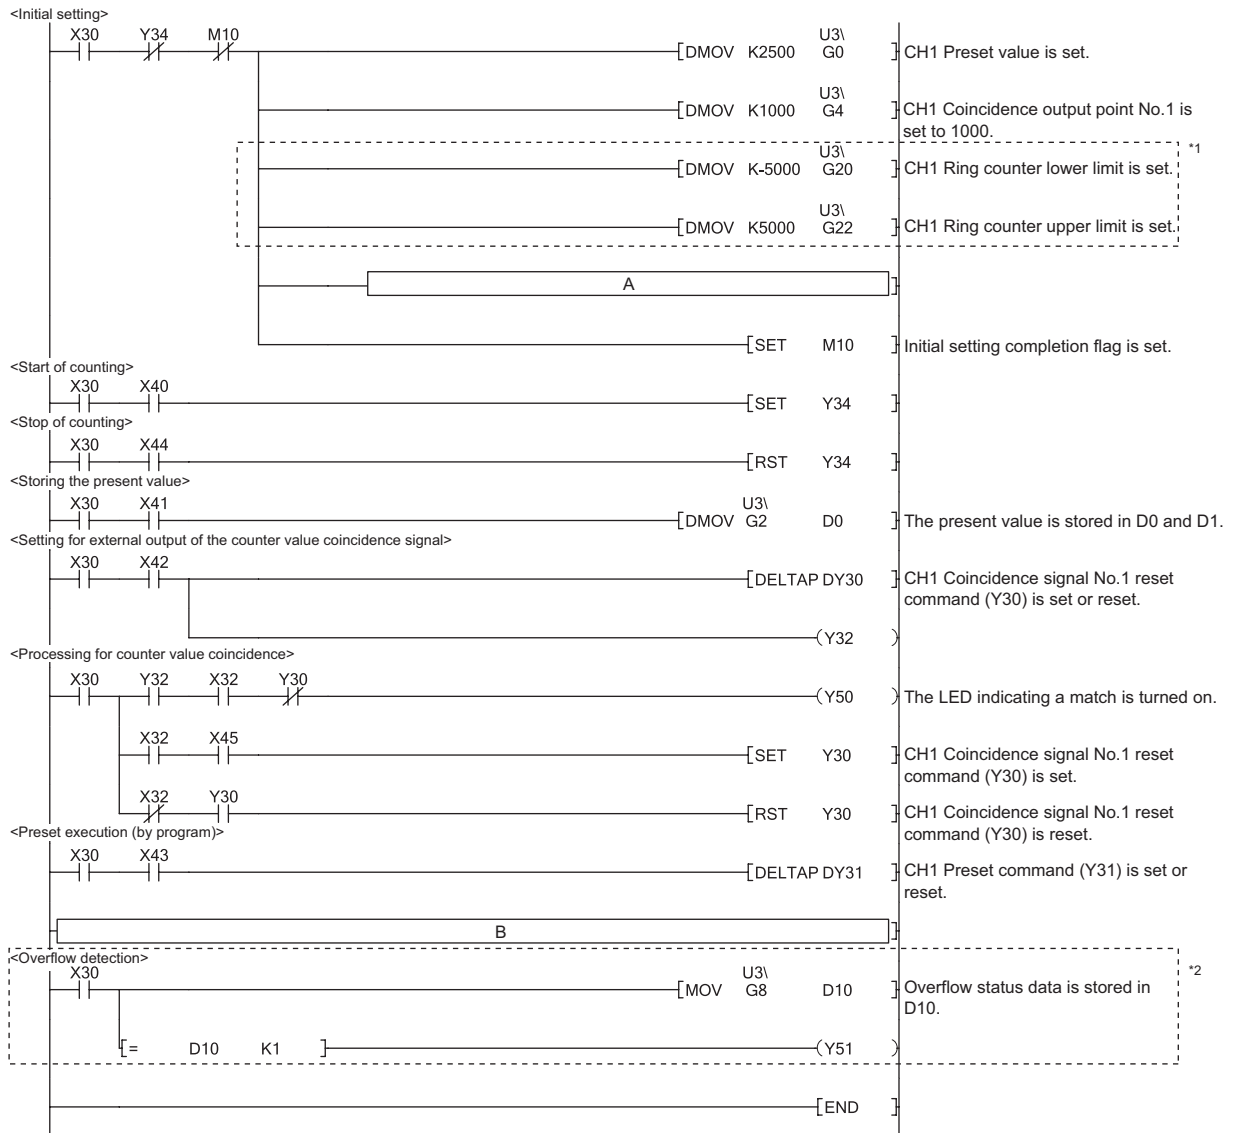 <Initial setting>
X30 Y34 M10
U3\
DMOV K2500 G0 CH1 Preset value is set.
U3\
DMOV K1000 G4 CH1 Coincidence output point No.1 is
set to 1000.
*1
U3\
DMOV K-5000 G20 CH1 Ring counter lower limit is set.
U3\
DMOV K5000 G22 CH1 Ring counter upper limit is set.
A
SET M10 Initial setting completion flag is set.
<Start of counting>
X30 X40
SET Y34
<Stop of counting>
X30 X44
RST Y34
<Storing the present value>
X30 X41 U3\
DMOV G2 D0 The present value is stored in D0 and D1.
<Setting for external output of the counter value coincidence signal>
X30 X42
DELTAP DY30 CH1 Coincidence signal No.1 reset
command (Y30) is set or reset.
Y32
<Processing for counter value coincidence>
X30 Y32 X32 Y30
Y50 The LED indicating a match is turned on.
X32 X45
SET Y30 CH1 Coincidence signal No.1 reset
command (Y30) is set.
X32 Y30
RST Y30 CH1 Coincidence signal No.1 reset
command (Y30) is reset.
<Preset execution (by program)>
X30 X43
DELTAP DY31 CH1 Preset command (Y31) is set or
reset.
B
<Overflow detection>
*2
X30 U3\
MOV G8 D10 Overflow status data is stored in
D10.
= D10 K1 Y51
END